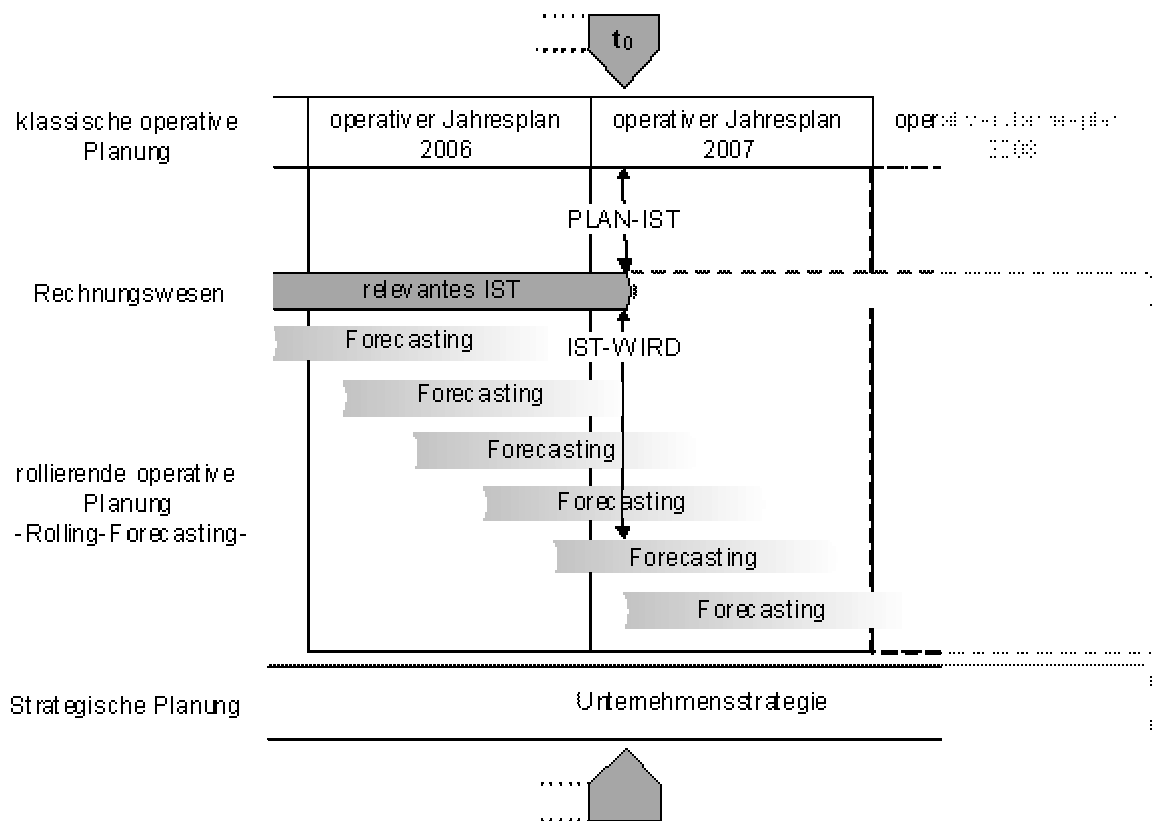 t0
klassische operative
Planung
operativer Jahresplan
2006
operativer Jahresplan
2007
PLAN-IST
Rechnungswesen
relevantes IST
Forecasting
IST-WIRD
Forecasting
Forecasting
rollierende operative
Planung
-Rolling-Forecasting-
Forecasting
Forecasting
Forecasting
Strategische Planung
Unternehmensstrategie